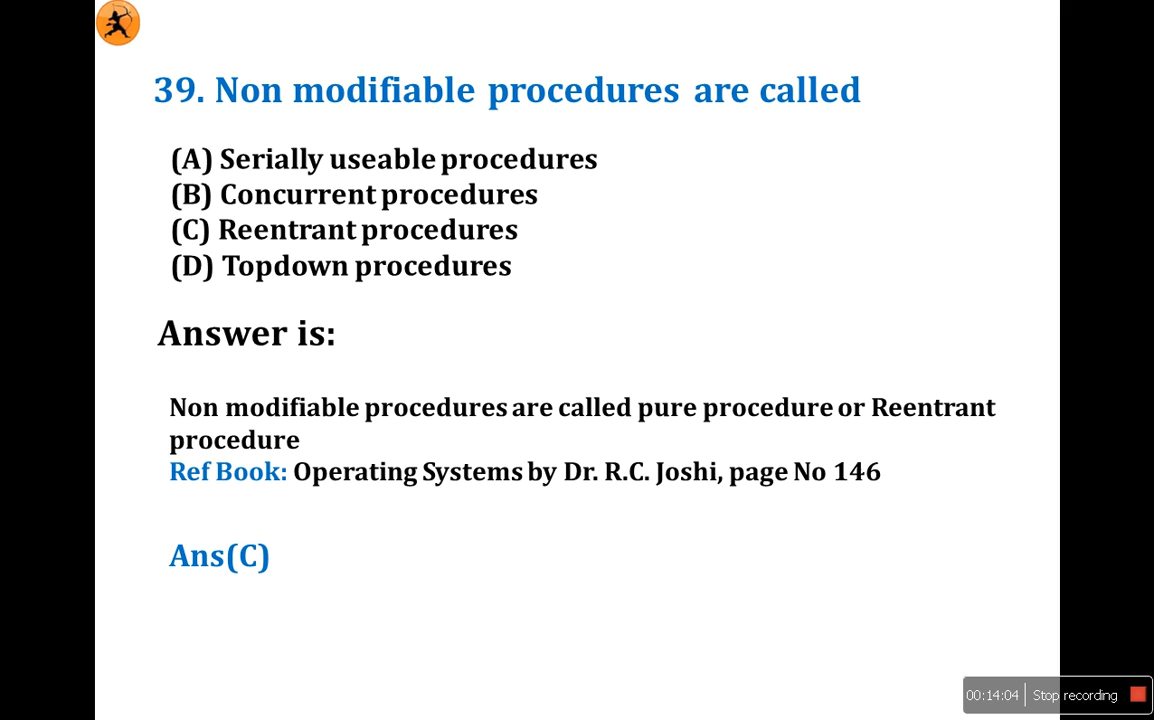 39. Non modifiable procedures are called
(A) Serially useable procedures
(B) Concurrent procedures
(C) Reentrant procedures
(D) Topdown procedures
Answer is:
Non modifiable procedures are called pure procedure or Reentrant
procedure
Ref Book: Operating Systems by Dr. R.C. Joshi, page No 146
Ans(C)
00:14:04 Stop recording